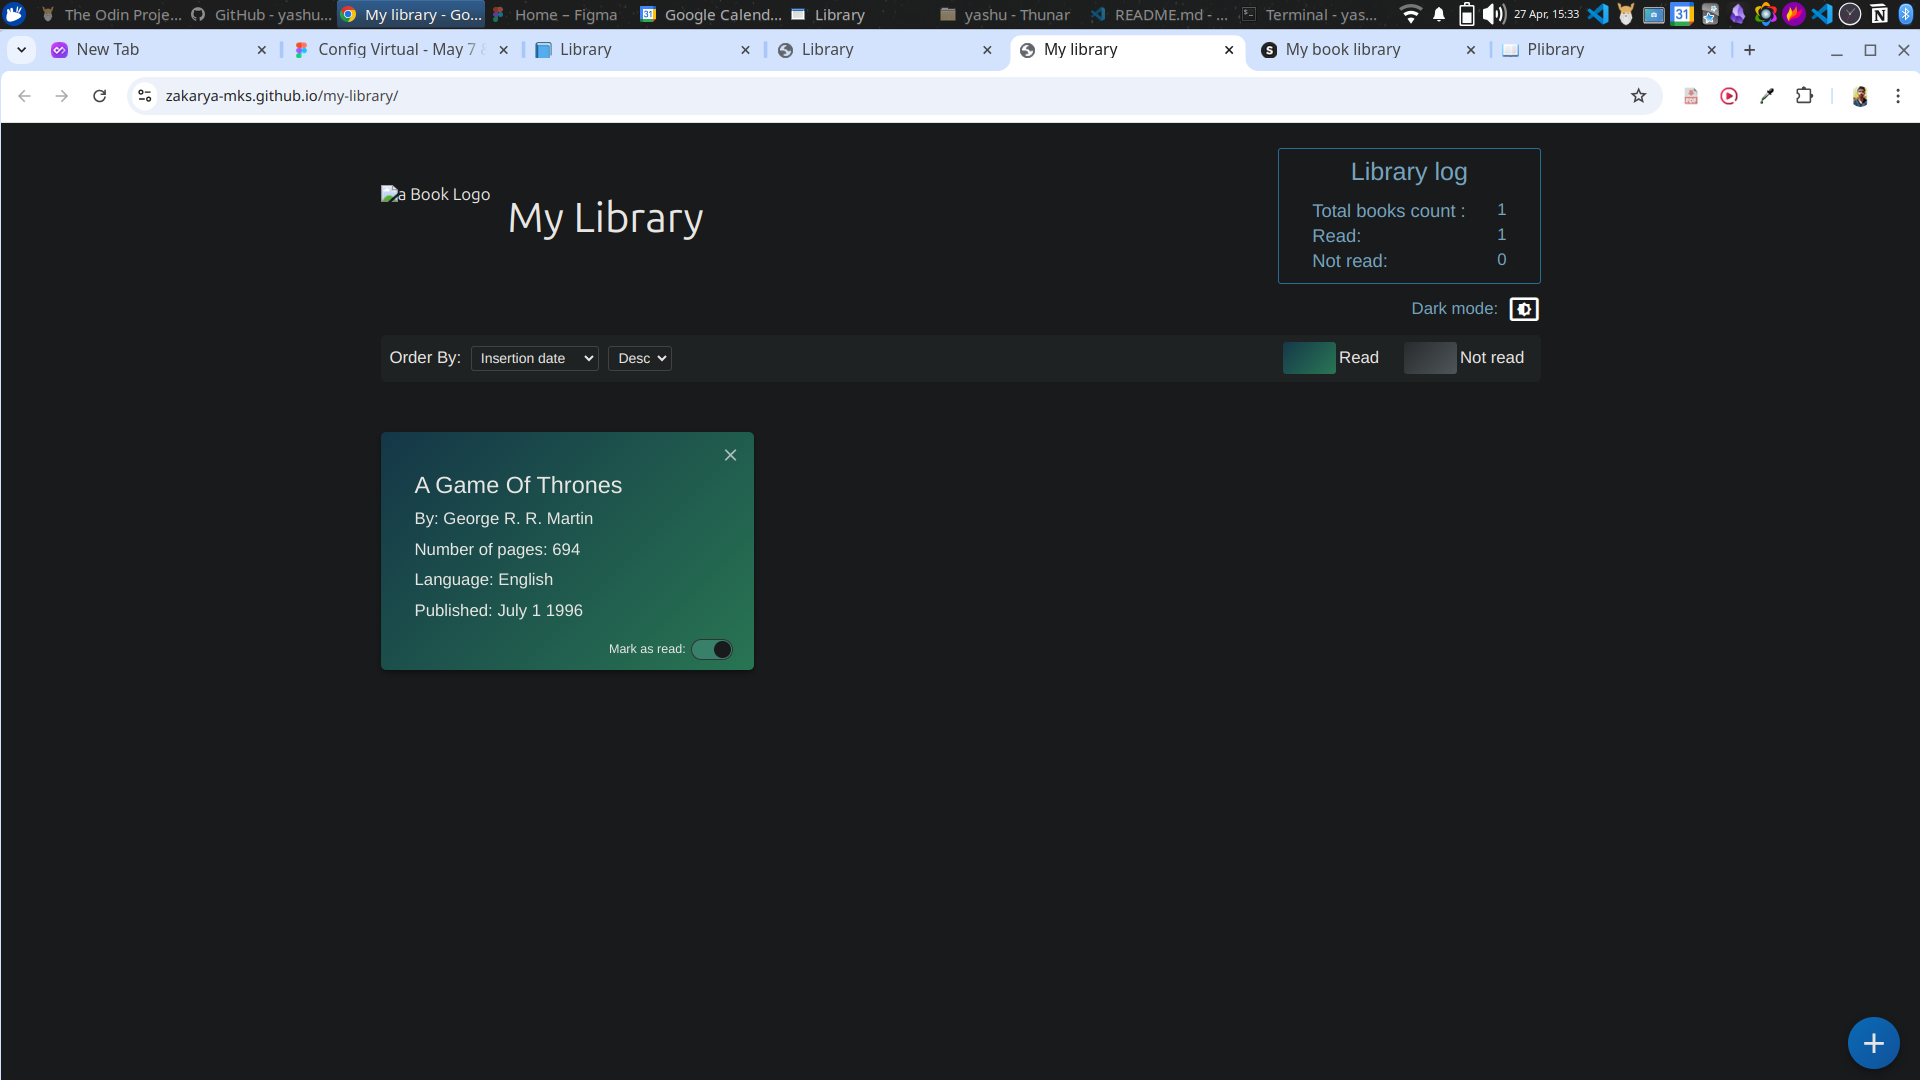 The Odin Proje...
GitHub - yashu...
My library - Go...
Home – Figma
31
Google Calend...
Library
yashu - Thunar
README.md - ...
Terminal - yas...
27 Apr, 15:33
31
New Tab
Config Virtual - May 7 &
Library
Library
My library
S
My book library
Plibrary
zakarya-mks.github.io/my-library/
PDF
a Book Logo
My Library
Library log
Total books count : 1
Read: 1
Not read: 0
Dark mode:
Order By: Insertion date Desc
Read Not read
A Game Of Thrones
By: George R. R. Martin
Number of pages: 694
Language: English
Published: July 1 1996
Mark as read: